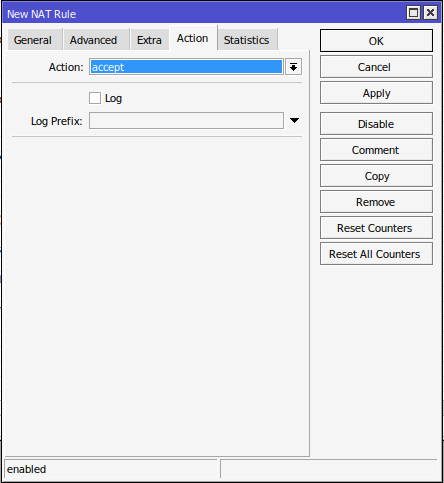 New NAT Rule
General Advanced Extra Action Statistics
Action: accept
Log
Log Prefix:
OK
Cancel
Apply
Disable
Comment
Copy
Remove
Reset Counters
Reset All Counters
enabled